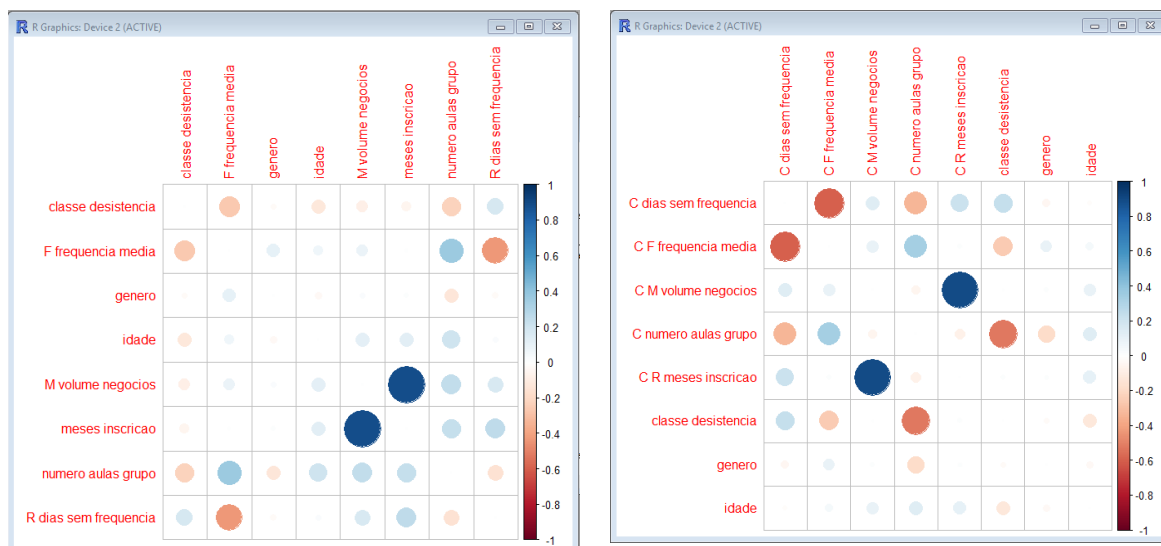 R Graphics: Device 2 (ACTIVE)
classe desistencia
F frequencia media
genero
idade
M volume negocios
meses inscricao
numero aulas grupo
R dias sem frequencia
classe desistencia
F frequencia media
genero
idade
M volume negocios
meses inscricao
numero aulas grupo
R dias sem frequencia
1
0.8
0.6
0.4
0.2
0
-0.2
-0.4
-0.6
-0.8
-1
R Graphics: Device 2 (ACTIVE)
C dias sem frequencia
C F frequencia media
C M volume negocios
C numero aulas grupo
C R meses inscricao
classe desistencia
genero
idade
C dias sem frequencia
C F frequencia media
C M volume negocios
C numero aulas grupo
C R meses inscricao
classe desistencia
genero
idade
1
0.8
0.6
0.4
0.2
0
-0.2
-0.4
-0.6
-0.8
-1